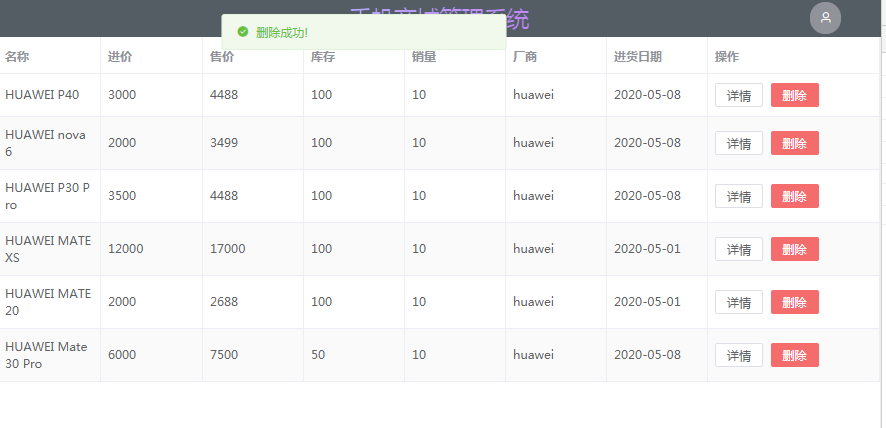 手机商城管理系统
删除成功!
名称 进价 售价 库存 销量 厂商 进货日期 操作
HUAWEI P40 3000 4488 100 10 huawei 2020-05-08 详情 删除
HUAWEI nova
6 2000 3499 100 10 huawei 2020-05-08 详情 删除
HUAWEI P30 P
ro 3500 4488 100 10 huawei 2020-05-08 详情 删除
HUAWEI MATE
XS 12000 17000 100 10 huawei 2020-05-01 详情 删除
HUAWEI MATE
20 2000 2688 100 10 huawei 2020-05-01 详情 删除
HUAWEI Mate
30 Pro 6000 7500 50 10 huawei 2020-05-08 详情 删除